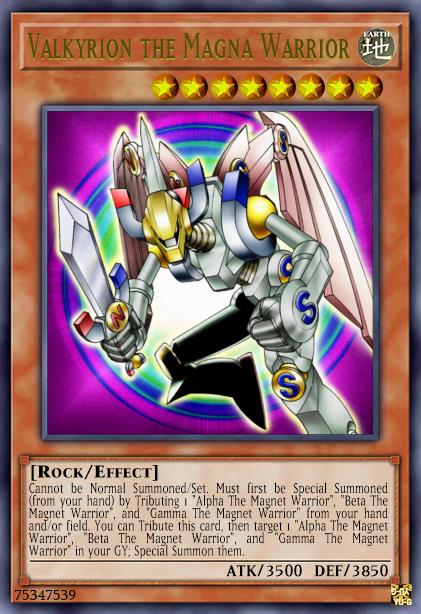 VALKYRION THE MAGNA WARRIOR
EARTH
地
S
N
S
S
S
[ROCK/EFFECT]
Cannot be Normal Summoned/Set. Must first be Special Summoned
(from your hand) by Tributing 1 "Alpha The Magnet Warrior", "Beta The
Magnet Warrior", and "Gamma The Magnet Warrior" from your hand
and/or field. You can Tribute this card, then target 1 "Alpha The Magnet
Warrior", "Beta The Magnet Warrior", and "Gamma The Magnet
Warrior" in your GY; Special Summon them.
ATK/3500 DEF/3850
75347539